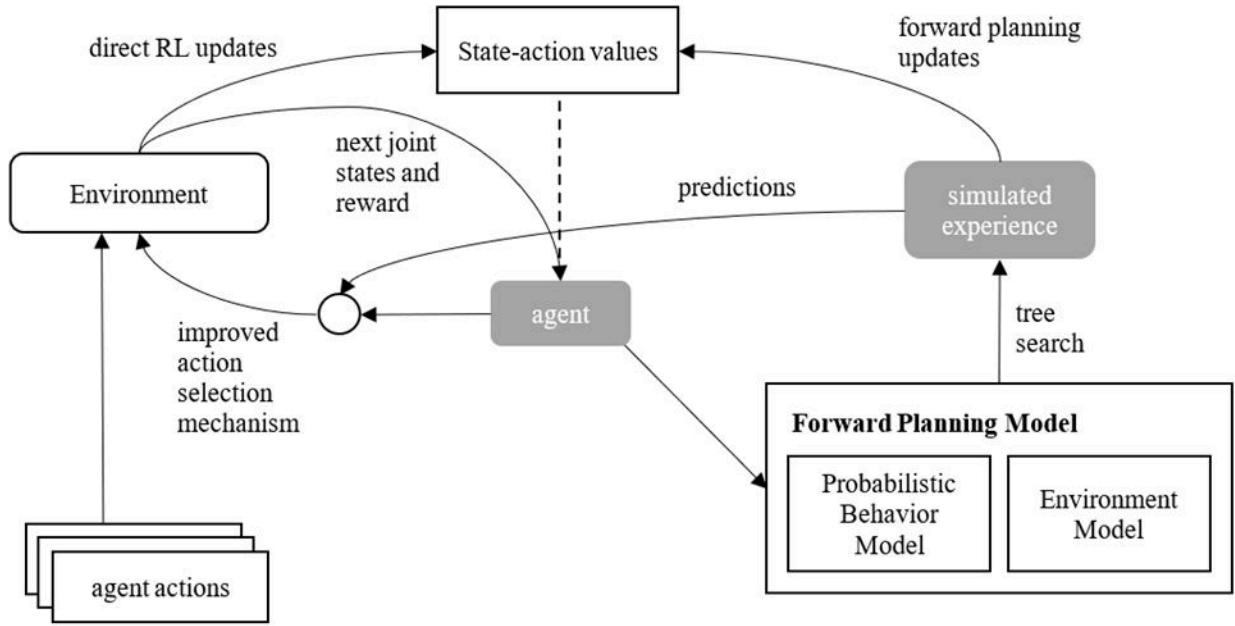 direct RL updates
State-action values
forward planning
updates
Environment
next joint
states and
reward
predictions
simulated
experience
agent
improved
action
selection
mechanism
tree
search
Forward Planning Model
Probabilistic
Behavior
Model
Environment
Model
agent actions